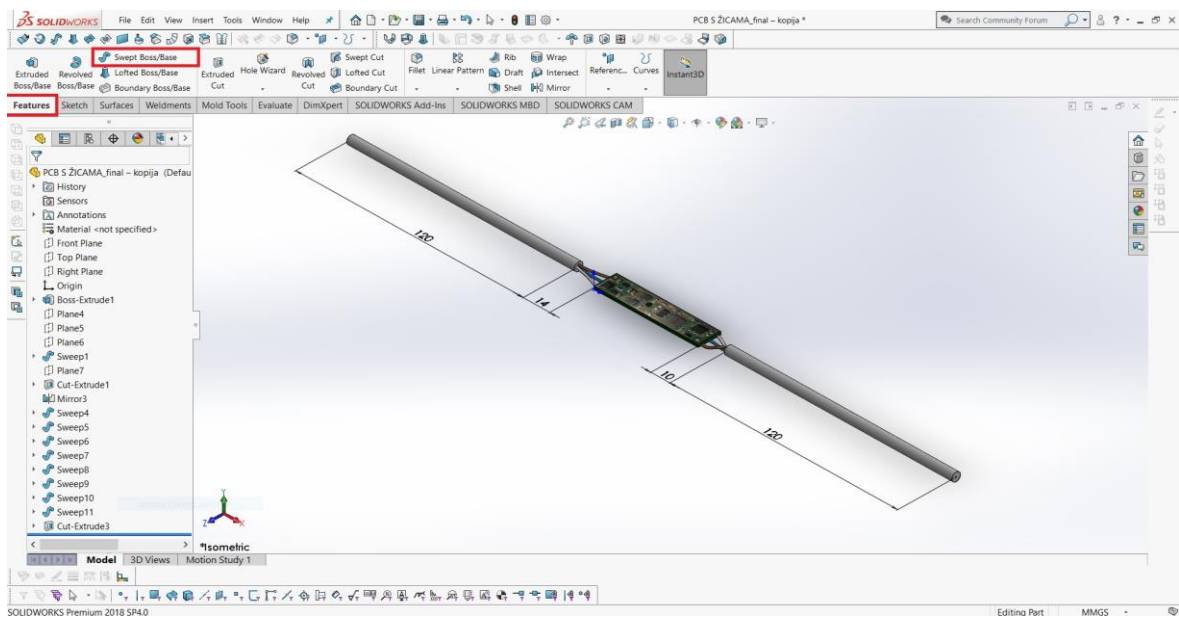 SOLIDWORKS File Edit View Insert Tools Window Help PCB S ŽICAMA_final – kopija * Search Community Forum
Swept Boss/Base Swept Cut Rib Wrap
Extruded Boss/Base Revolved Boss/Base Lofted Boss/Base Extruded Cut Hole Wizard Revolved Cut Lofted Cut Fillet Linear Pattern Draft Intersect Referenc... Curves Instant3D
Boundary Boss/Base Boundary Cut Shell Mirror
Features Sketch Surfaces Weldments Mold Tools Evaluate DimXpert SOLIDWORKS Add-Ins SOLIDWORKS MBD SOLIDWORKS CAM
PCB S ŽICAMA_final – kopija (Defau
History
Sensors
Annotations
Material <not specified>
Front Plane
Top Plane
Right Plane
Origin
Boss-Extrude1
Plane4
Plane5
Plane6
Sweep1
Plane7
Cut-Extrude1
Mirror3
Sweep4
Sweep5
Sweep6
Sweep7
Sweep8
Sweep9
Sweep10
Sweep11
Cut-Extrude3
120
14
10
120
Y
Z X
*Isometric
Model 3D Views Motion Study 1
SOLIDWORKS Premium 2018 SP4.0 Editing Part MMGS